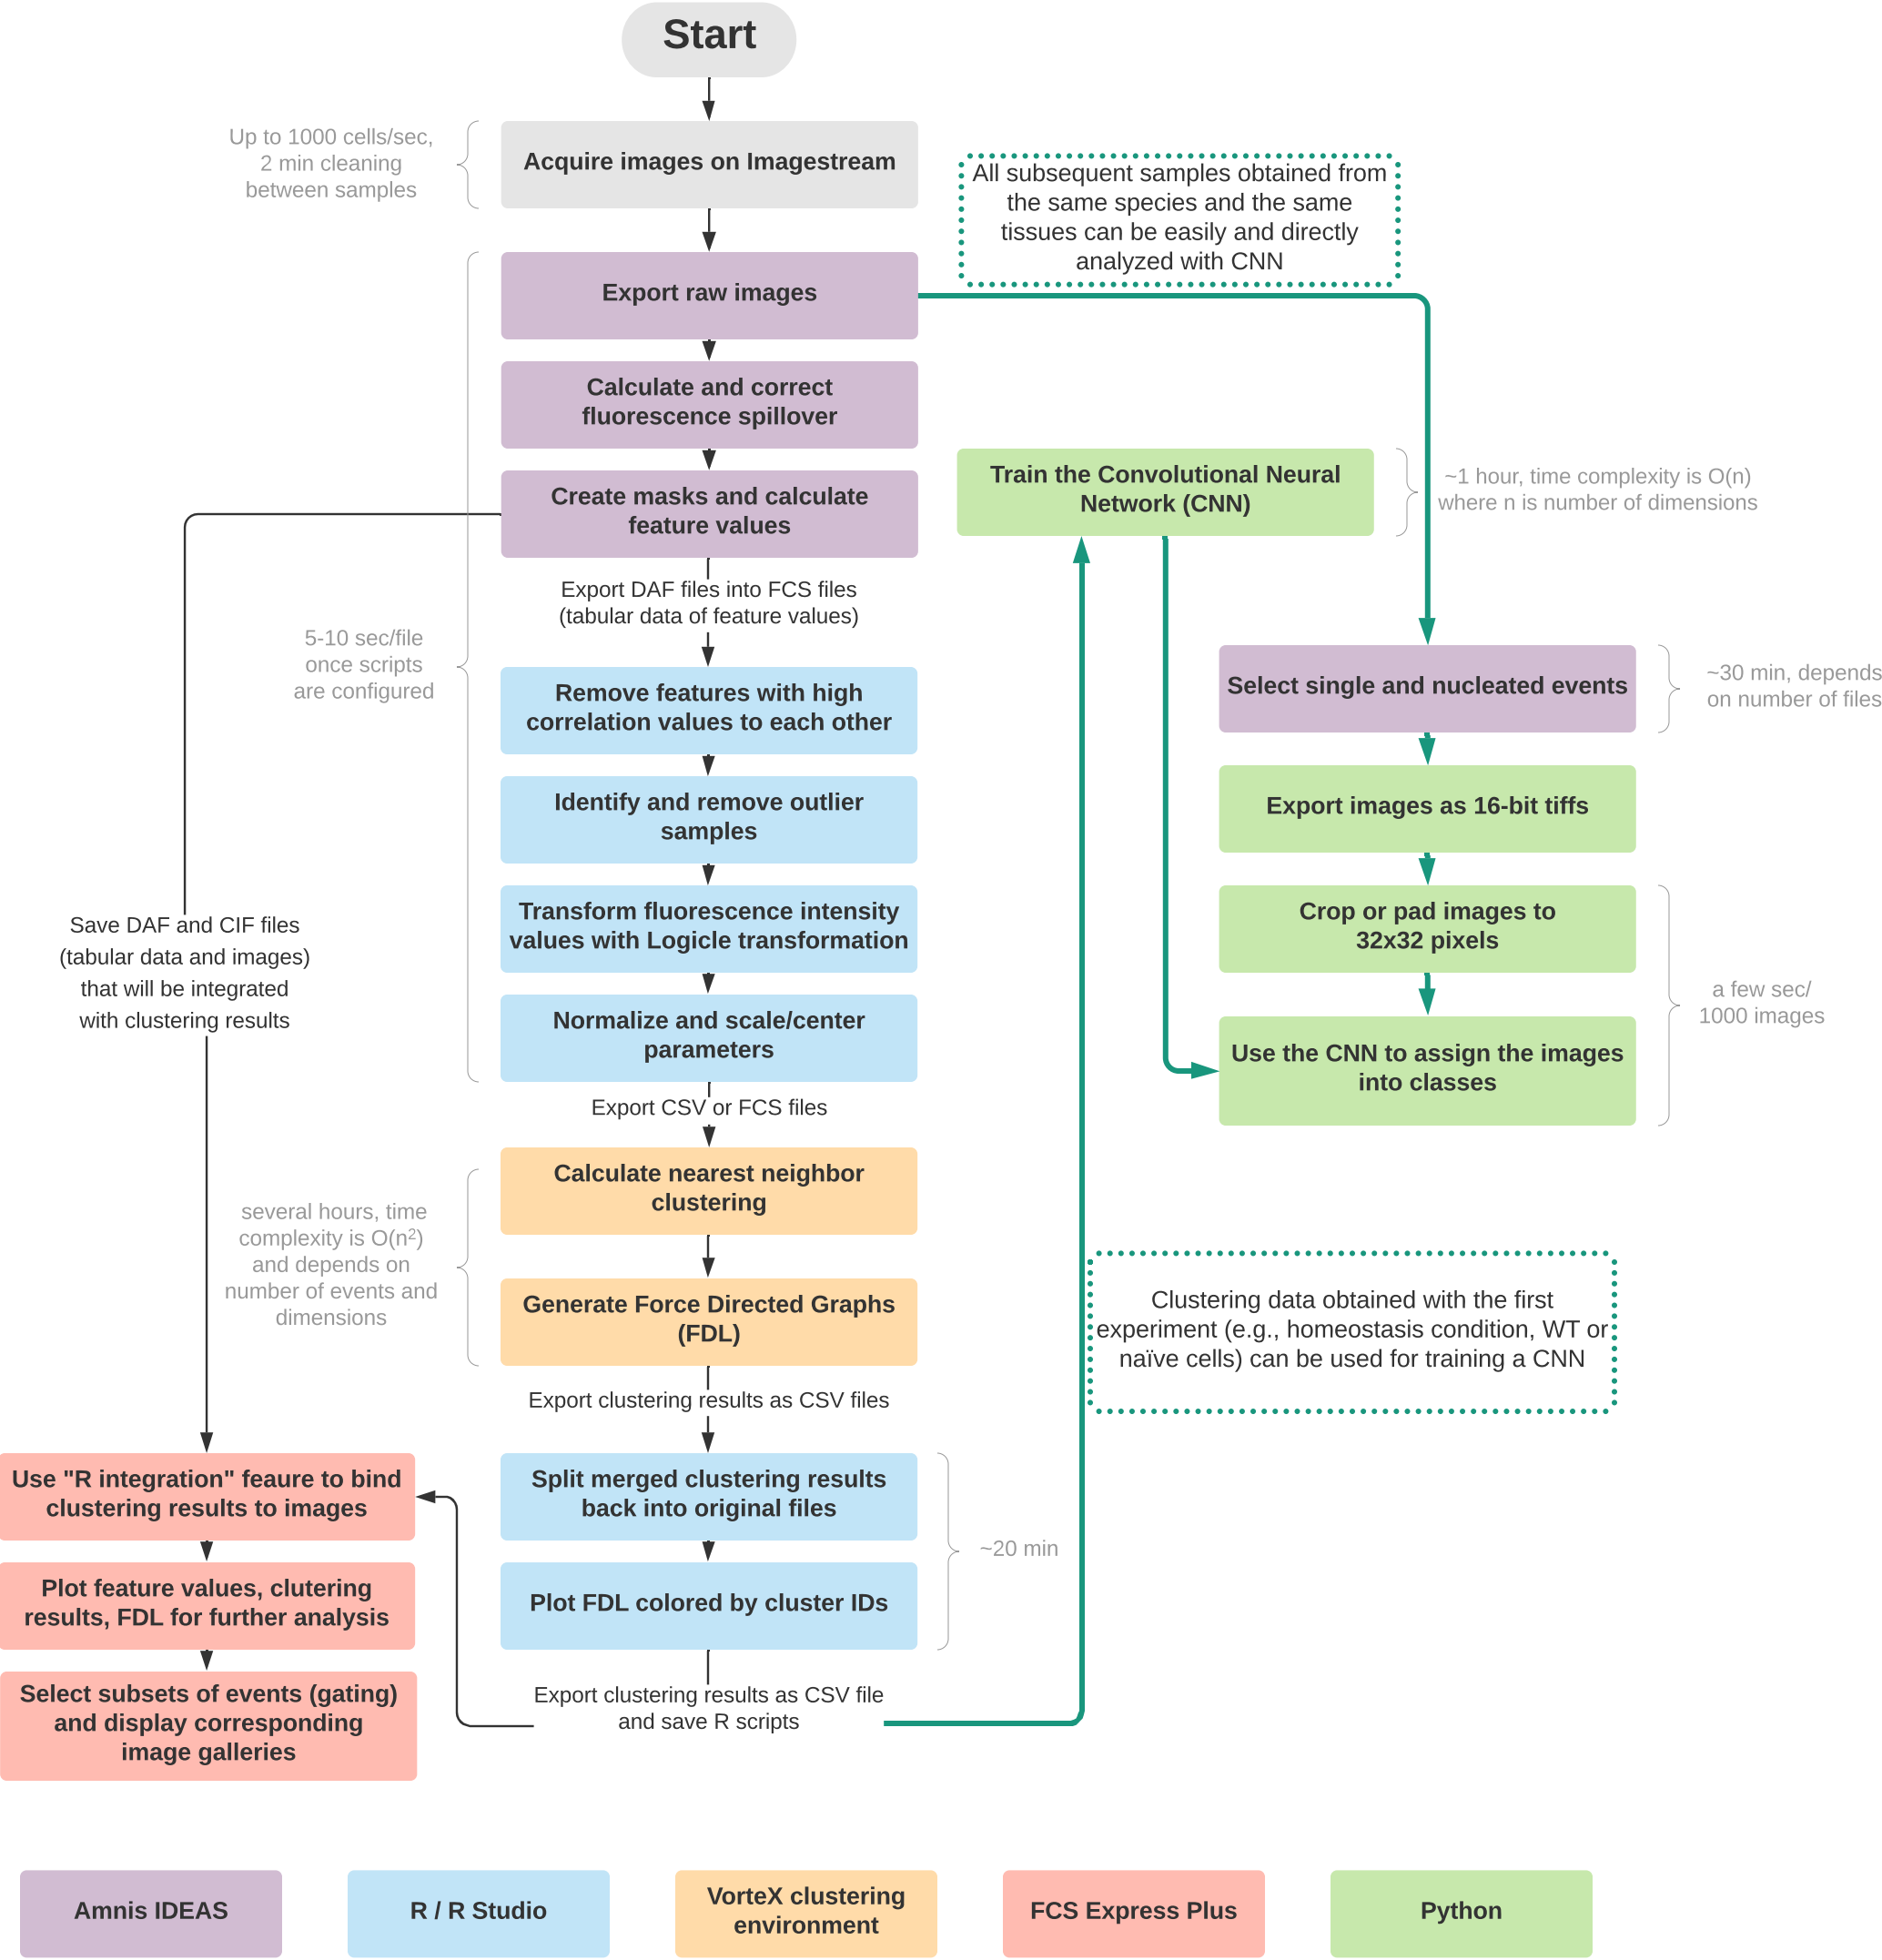 Start
Up to 1000 cells/sec,
2 min cleaning
between samples
Acquire images on Imagestream
All subsequent samples obtained from
the same species and the same
tissues can be easily and directly
analyzed with CNN
Export raw images
Calculate and correct
fluorescence spillover
Create masks and calculate
feature values
Train the Convolutional Neural
Network (CNN)
~1 hour, time complexity is O(n)
where n is number of dimensions
Export DAF files into FCS files
(tabular data of feature values)
5-10 sec/file
once scripts
are configured
Remove features with high
correlation values to each other
Select single and nucleated events
~30 min, depends
on number of files
Identify and remove outlier
samples
Export images as 16-bit tiffs
Transform fluorescence intensity
values with Logicle transformation
Crop or pad images to
32x32 pixels
Save DAF and CIF files
(tabular data and images)
that will be integrated
with clustering results
a few sec/
1000 images
Normalize and scale/center
parameters
Use the CNN to assign the images
into classes
Export CSV or FCS files
Calculate nearest neighbor
clustering
several hours, time
complexity is O(n²)
and depends on
number of events and
dimensions
Generate Force Directed Graphs
(FDL)
Clustering data obtained with the first
experiment (e.g., homeostasis condition, WT or
naïve cells) can be used for training a CNN
Export clustering results as CSV files
Use "R integration" feaure to bind
clustering results to images
Split merged clustering results
back into original files
~20 min
Plot feature values, clutering
results, FDL for further analysis
Plot FDL colored by cluster IDs
Select subsets of events (gating)
and display corresponding
image galleries
Export clustering results as CSV file
and save R scripts
Amnis IDEAS
R / R Studio
VorteX clustering
environment
FCS Express Plus
Python